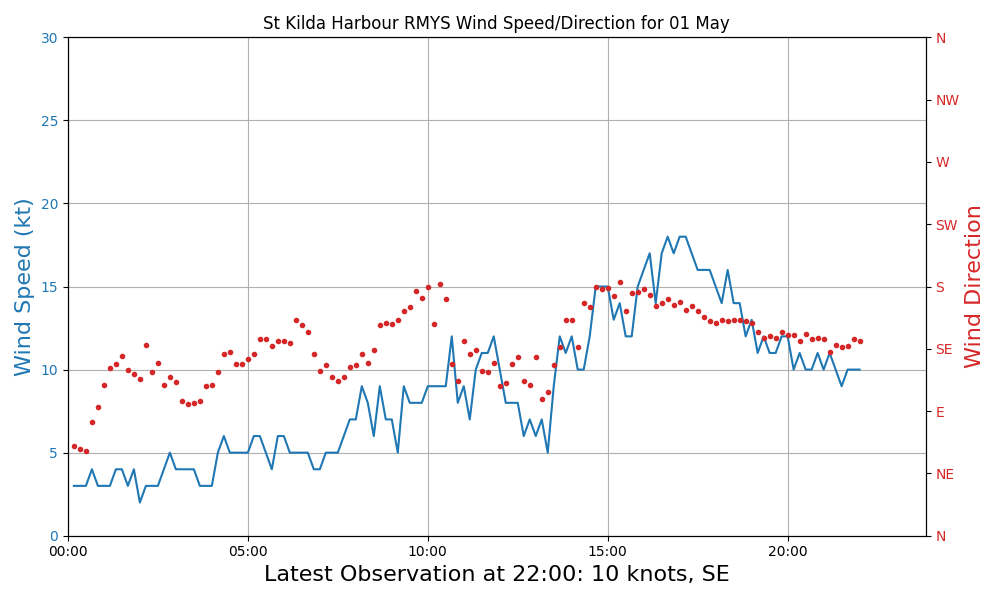 St Kilda Harbour RMYS Wind Speed/Direction for 01 May
30
25
20
15
10
5
0
Wind Speed (kt)
N
NW
W
SW
S
SE
E
NE
N
Wind Direction
00:00 05:00 10:00 15:00 20:00
Latest Observation at 22:00: 10 knots, SE